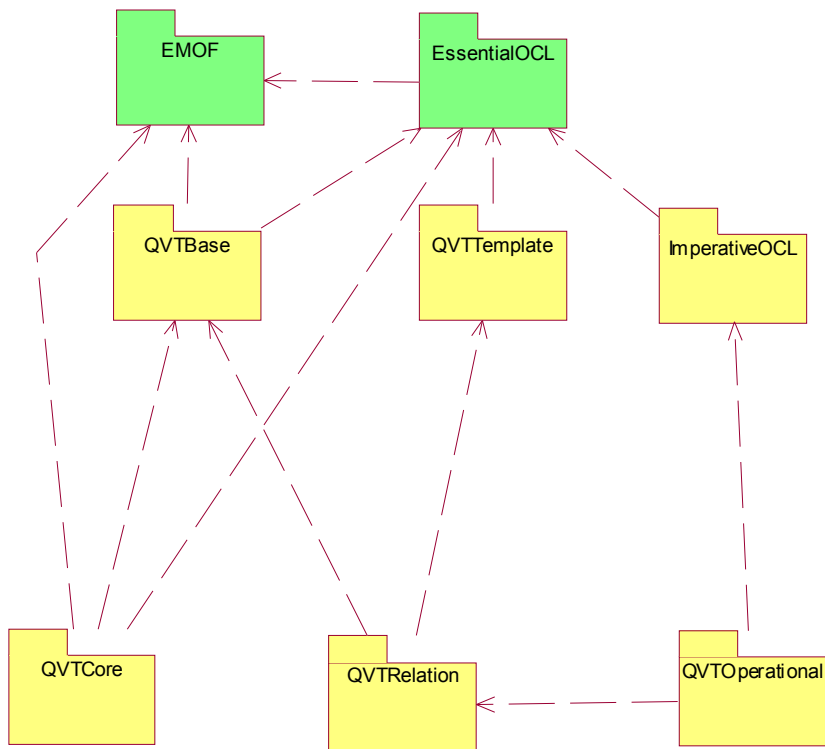 EMOF
EssentialOCL
QVTBase
QVTTemplate
ImperativeOCL
QVTCore
QVTRelation
QVTOperational